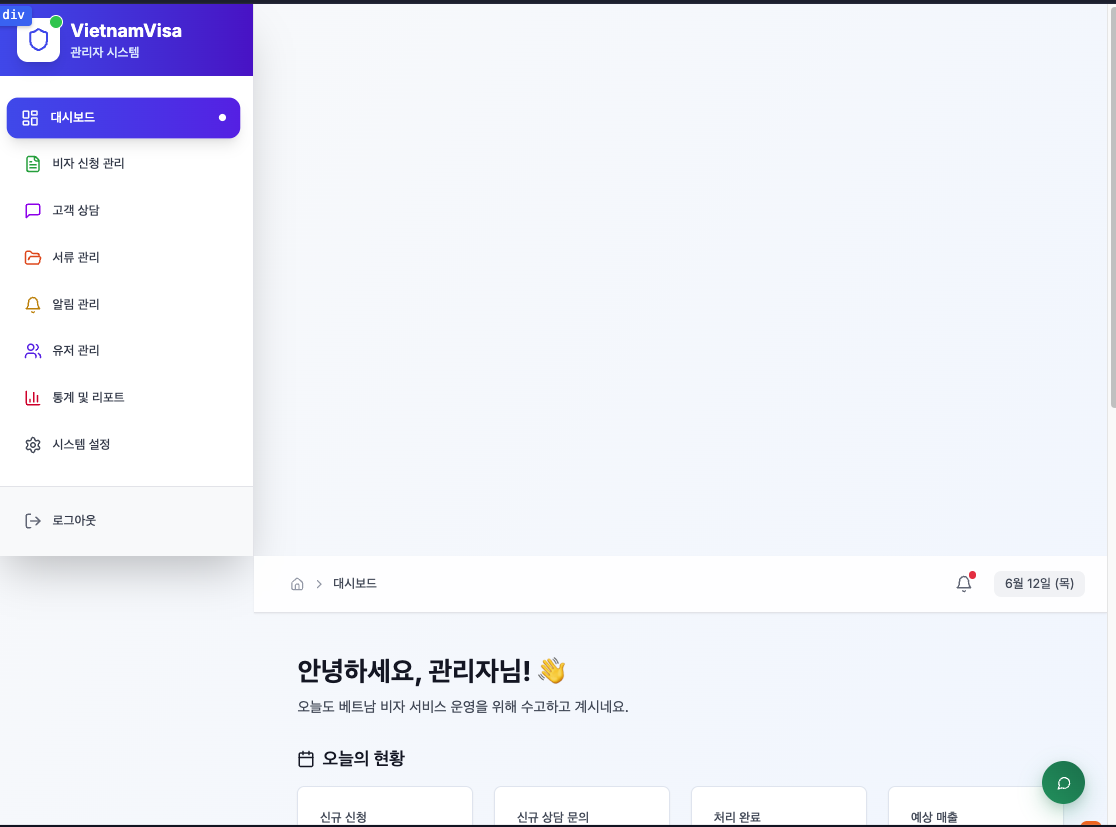 div
VietnamVisa
관리자 시스템
대시보드
비자 신청 관리
고객 상담
서류 관리
알림 관리
유저 관리
통계 및 리포트
시스템 설정
로그아웃
대시보드
6월 12일 (목)
안녕하세요, 관리자님! 👋
오늘도 베트남 비자 서비스 운영을 위해 수고하고 계시네요.
오늘의 현황
신규 신청
신규 상담 문의
처리 완료
예상 매출